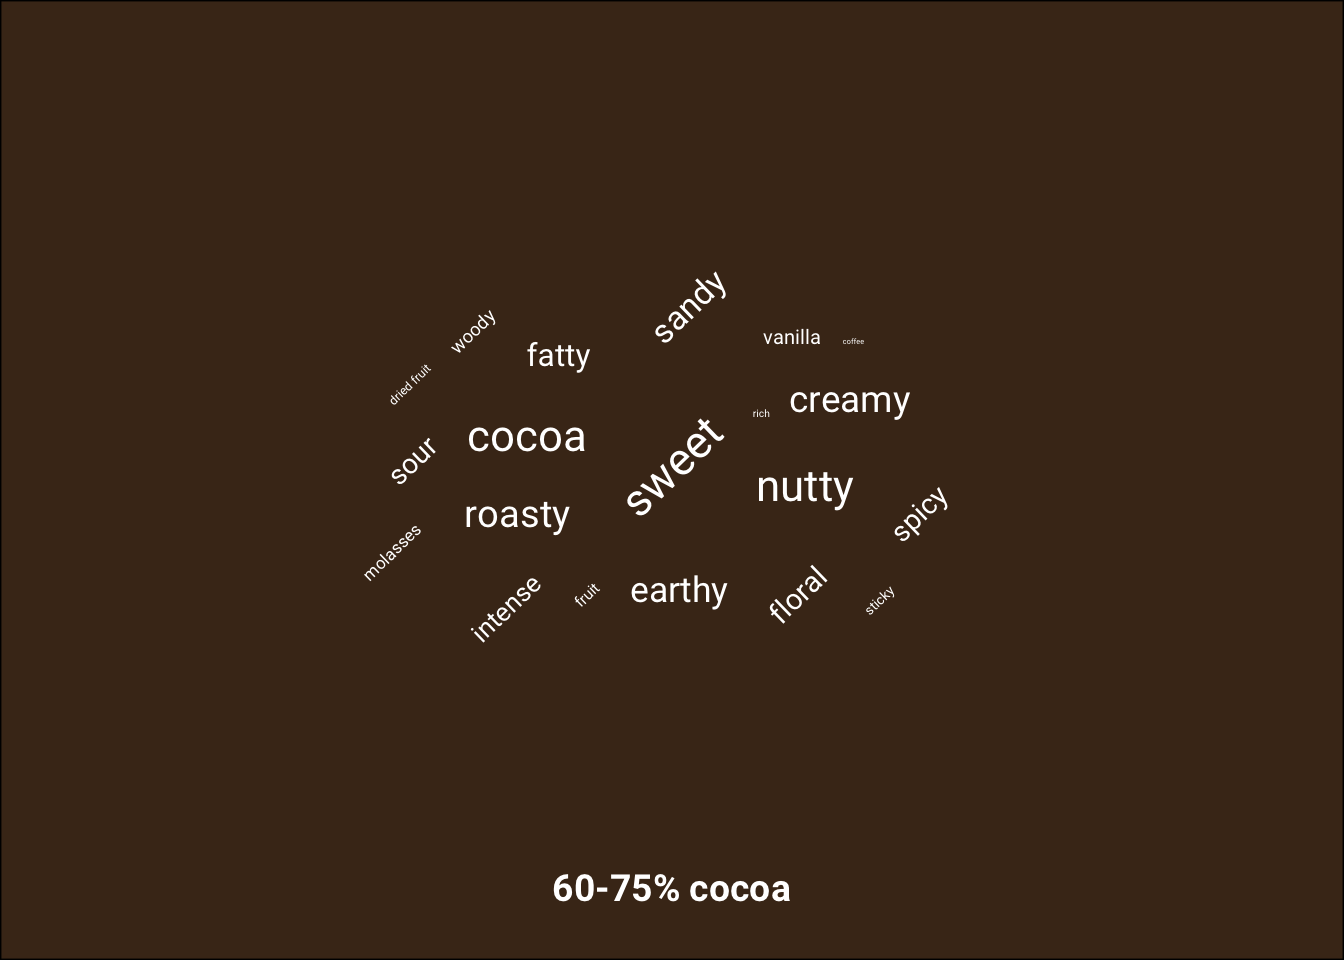 sandy
woody
vanilla
coffee
fatty
dried fruit
creamy
rich
cocoa
sour
sweet
nutty
roasty
spicy
molasses
earthy
floral
fruit
sticky
intense
60-75% cocoa